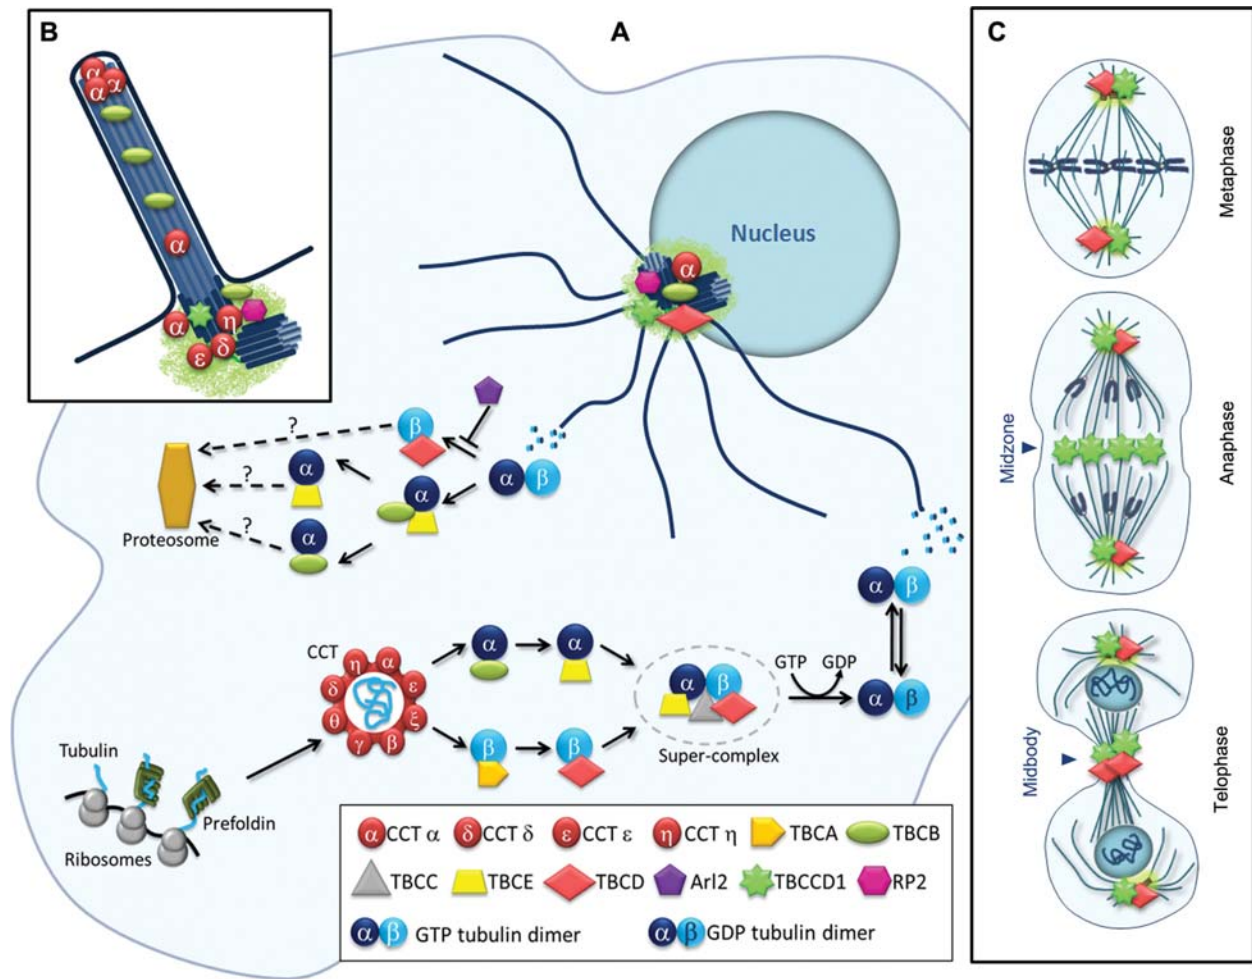 B
A
C
α
α
α
α
α
η
δ
ε
Nucleus
α
?
?
?
β
α
α β
α
α
Proteosome
CCT
η α
δ ε
θ ξ
γ β
α
α
β
β
α β
Super-complex
GTP GDP
α β
α β
Tubulin
Prefoldin
Ribosomes
α CCT α δ CCT δ ε CCT ε η CCT η TBCA TBCB
TBCC TBCE TBCD Arl2 TBCCD1 RP2
α β GTP tubulin dimer α β GDP tubulin dimer
Metaphase
Midzone
Anaphase
Midbody
Telophase